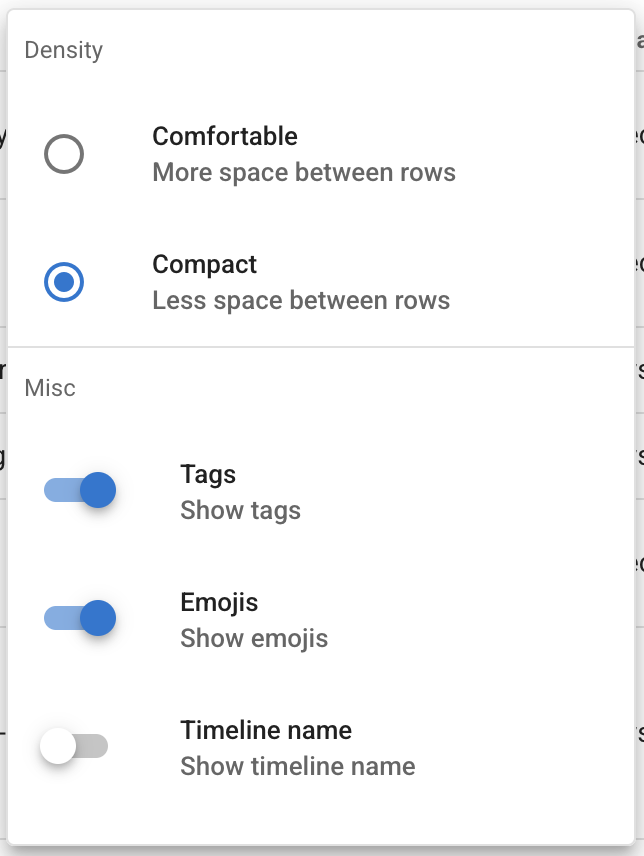 Density
Comfortable
More space between rows
Compact
Less space between rows
Misc
Tags
Show tags
Emojis
Show emojis
Timeline name
Show timeline name